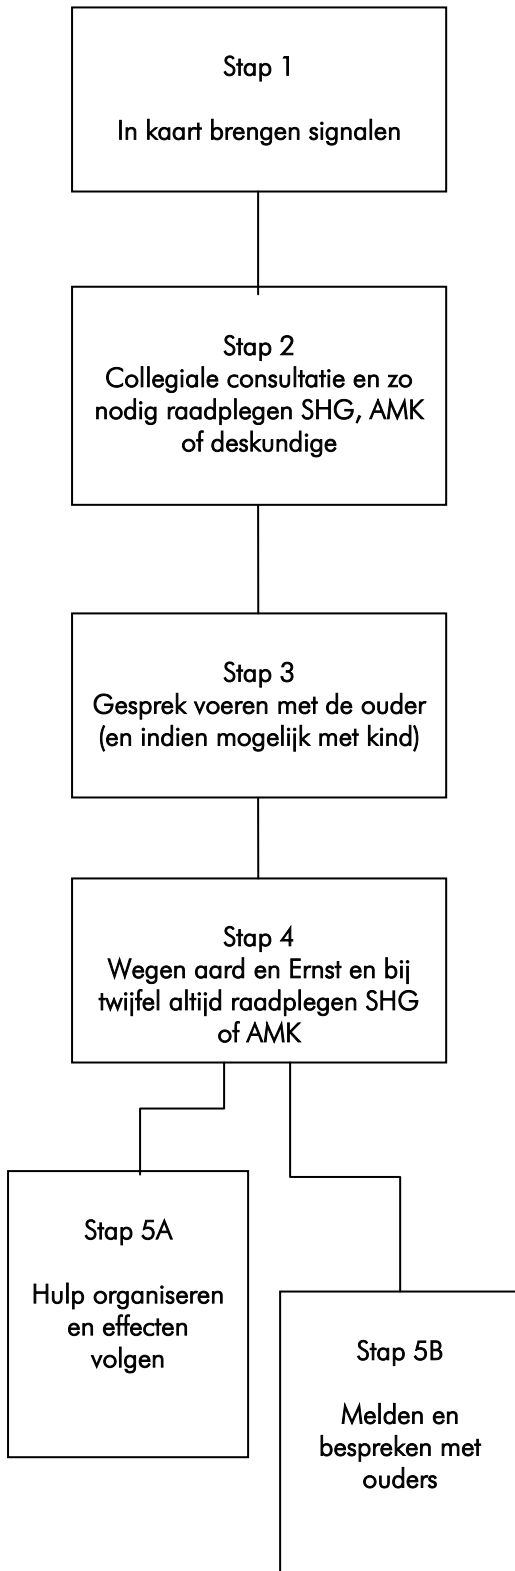 Stap 1
In kaart brengen signalen
Stap 2
Collegiale consultatie en zo
nodig raadplegen SHG, AMK
of deskundige
Stap 3
Gesprek voeren met de ouder
(en indien mogelijk met kind)
Stap 4
Wegen aard en Ernst en bij
twijfel altijd raadplegen SHG
of AMK
Stap 5A
Hulp organiseren
en effecten
volgen
Stap 5B
Melden en
bespreken met
ouders